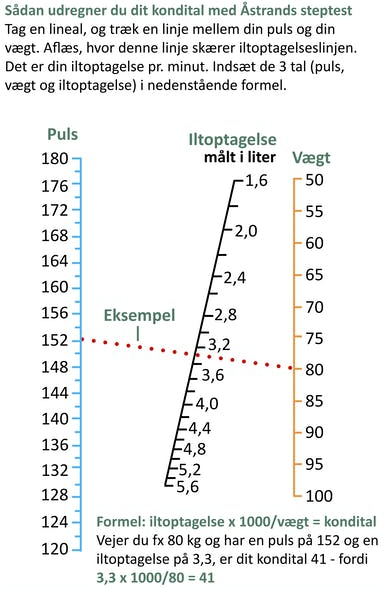 Sådan udregner du dit kondital med Åstrands steptest
Tag en lineal, og træk en linje mellem din puls og din
vægt. Aflæs, hvor denne linje skærer iltoptagelseslinjen.
Det er din iltoptagelse pr. minut. Indsæt de 3 tal (puls,
vægt og iltoptagelse) i nedenstående formel.
Puls
180
176
172
168
164
160
156
152
148
144
140
136
132
128
124
120
Eksempel
Iltoptagelse
målt i liter
1,6
2,0
2,4
2,8
3,2
3,6
4,0
4,4
4,8
5,2
5,6
Vægt
50
55
60
65
70
75
80
85
90
95
100
Formel: iltoptagelse x 1000/vægt = kondital
Vejer du fx 80 kg og har en puls på 152 og en
iltoptagelse på 3,3, er dit kondital 41 - fordi
3,3 x 1000/80 = 41